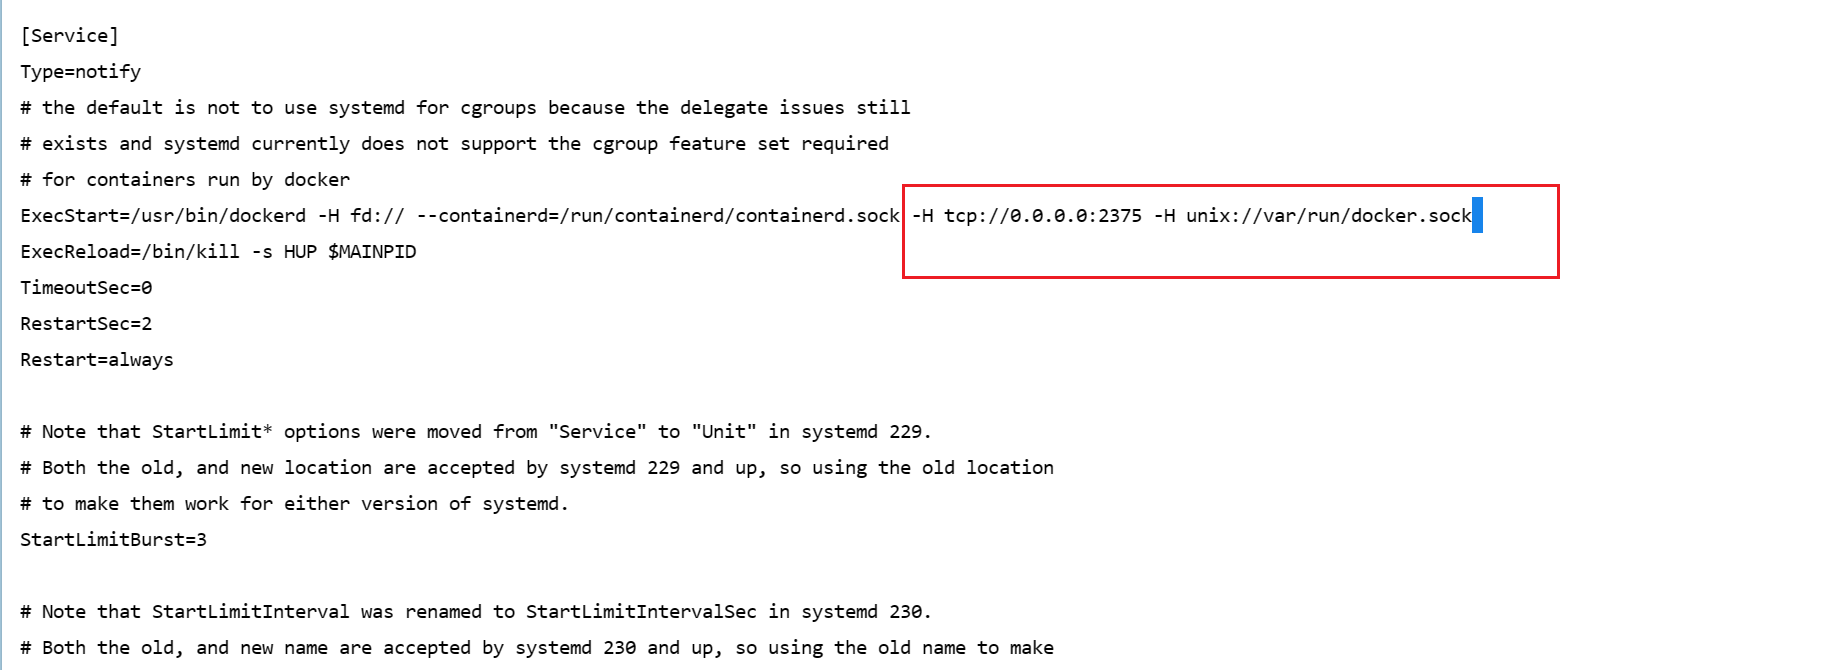 [Service]
Type=notify
# the default is not to use systemd for cgroups because the delegate issues still
# exists and systemd currently does not support the cgroup feature set required
# for containers run by docker
ExecStart=/usr/bin/dockerd -H fd:// --containerd=/run/containerd/containerd.sock -H tcp://0.0.0.0:2375 -H unix://var/run/docker.sock
ExecReload=/bin/kill -s HUP $MAINPID
TimeoutSec=0
RestartSec=2
Restart=always
# Note that StartLimit* options were moved from "Service" to "Unit" in systemd 229.
# Both the old, and new location are accepted by systemd 229 and up, so using the old location
# to make them work for either version of systemd.
StartLimitBurst=3
# Note that StartLimitInterval was renamed to StartLimitIntervalSec in systemd 230.
# Both the old, and new name are accepted by systemd 230 and up, so using the old name to make